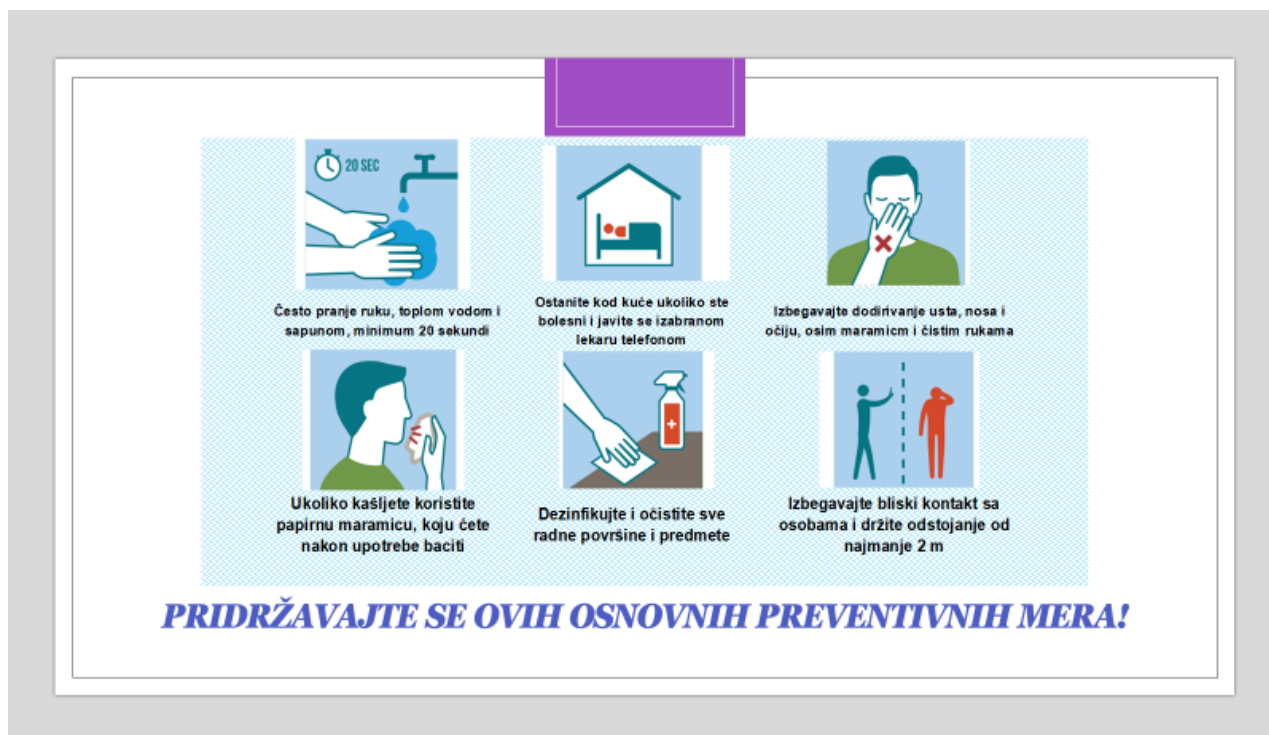 20 SEC
Često pranje ruku, toplom vodom i
sapunom, minimum 20 sekundi
Ostanite kod kuće ukoliko ste
bolesni i javite se izabranom
lekaru telefonom
Izbegavajte dodirivanje usta, nosa i
očiju, osim maramicm i čistim rukama
Ukoliko kašljete koristite
papirnu maramicu, koju ćete
nakon upotrebe baciti
Dezinfikujte i očistite sve
radne površine i predmete
Izbegavajte bliski kontakt sa
osobama i držite odstojanje od
najmanje 2 m
PRIDRŽAVAJTE SE OVIH OSNOVNIH PREVENTIVNIH MERA!